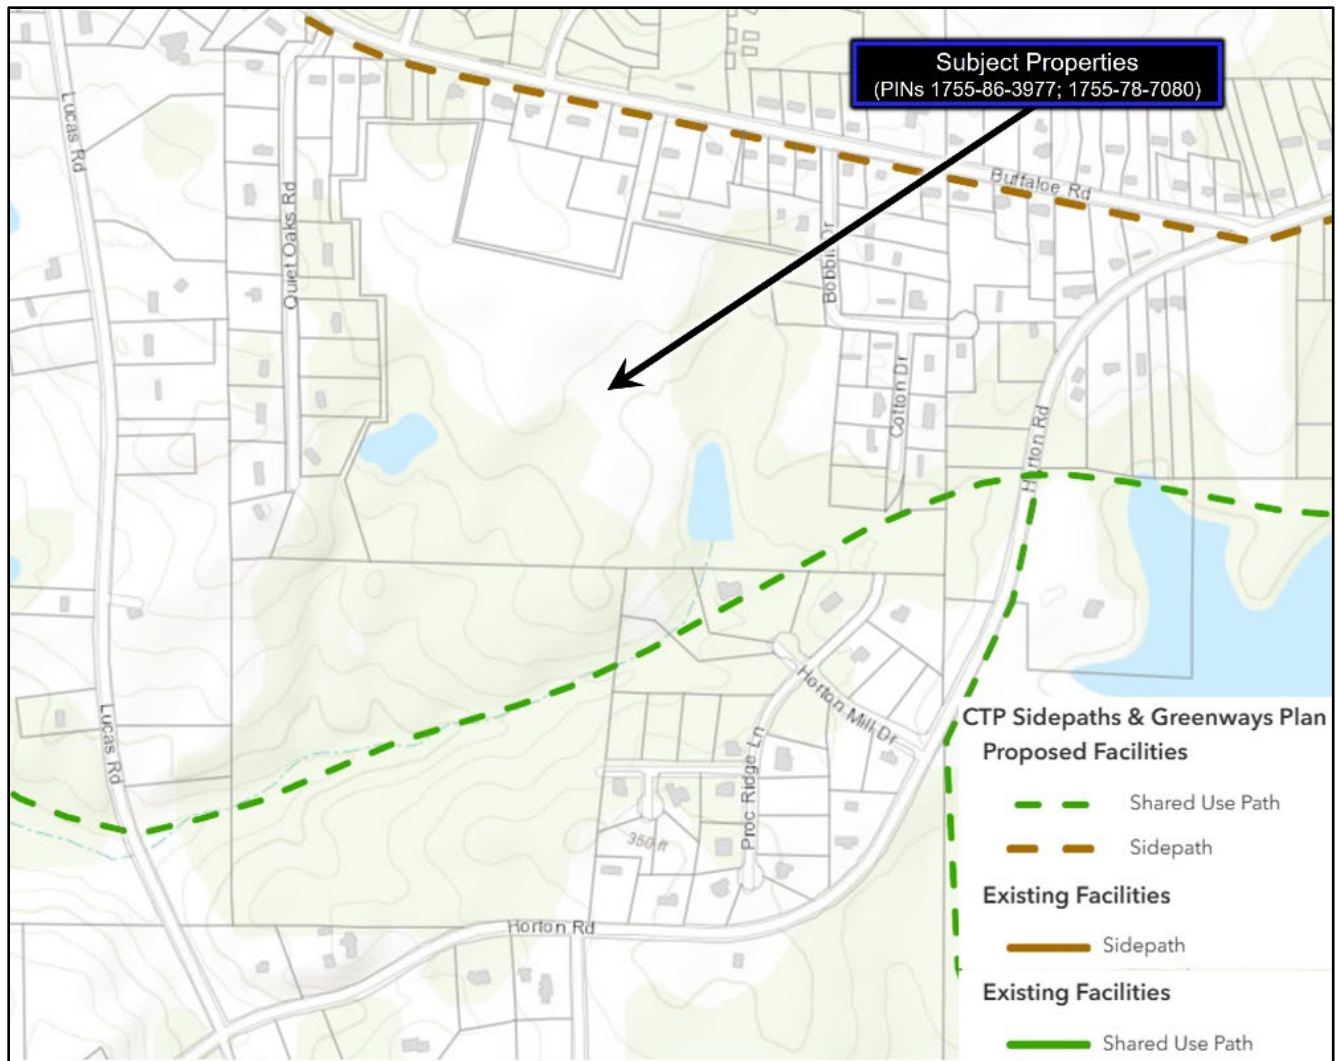 Subject Properties
(PINs 1755-86-3977; 1755-78-7080)
Lucas Rd
Quiet Oaks Rd
Buffaloe Rd
Bobbit Dr
Cotton Dr
Horton Rd
Horton Mill Dr
Lucas Rd
Proc Ridge Ln
350 ft
Horton Rd
CTP Sidepaths & Greenways Plan
Proposed Facilities
Shared Use Path
Sidepath
Existing Facilities
Sidepath
Existing Facilities
Shared Use Path